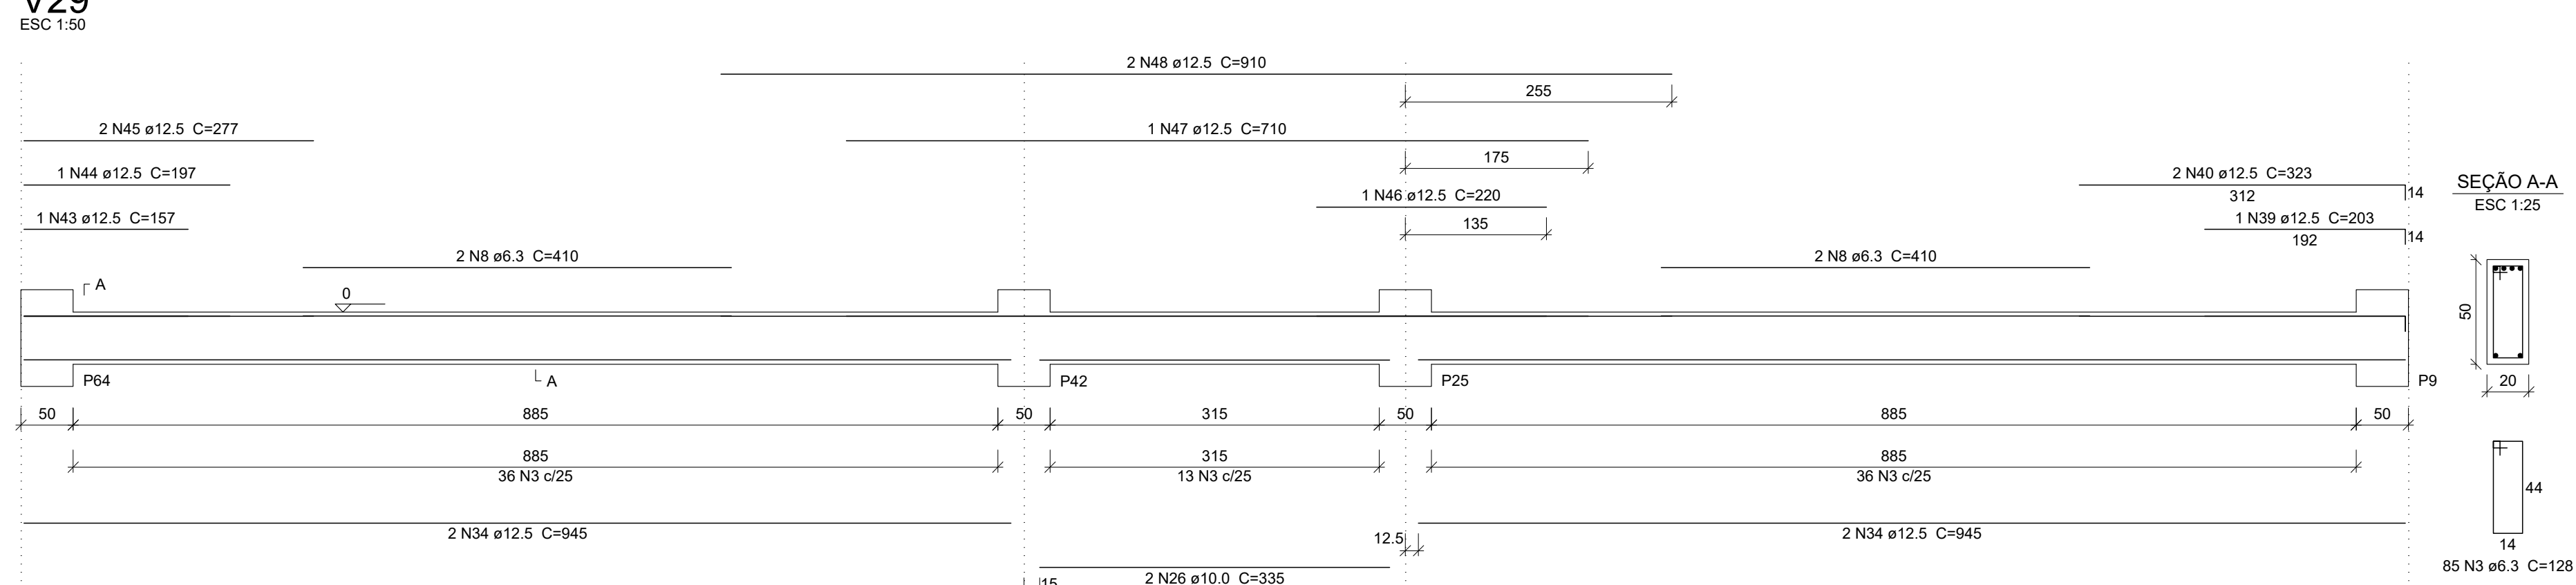 V29
ESC 1:50
2 N48 ø12.5 C=910
255
2 N45 ø12.5 C=277
1 N47 ø12.5 C=710
175
1 N44 ø12.5 C=197
2 N40 ø12.5 C=323
312
14
1 N43 ø12.5 C=157
1 N46 ø12.5 C=220
135
1 N39 ø12.5 C=203
192
14
2 N8 ø6.3 C=410
2 N8 ø6.3 C=410
SEÇÃO A-A
ESC 1:25
A
0
50
20
P64
A
P42
P25
P9
50
885
50
315
50
885
50
885
36 N3 c/25
315
13 N3 c/25
885
36 N3 c/25
44
14
85 N3 ø6.3 C=128
2 N34 ø12.5 C=945
12.5
2 N34 ø12.5 C=945
15
2 N26 ø10.0 C=335